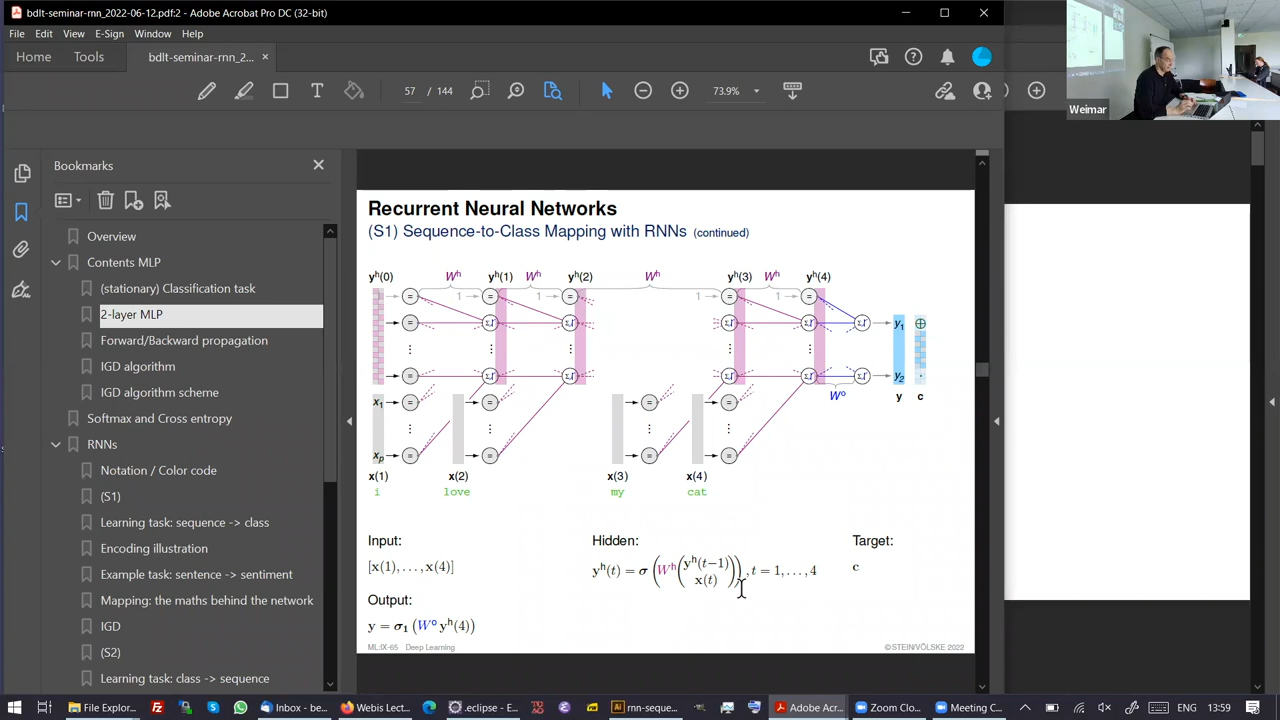 bdlt-seminar-rnn_2022-06-12.pdf:2 - Adobe Acrobat Pro DC (32-bit)
File Edit View E-Sign Window Help
Home Tools bdlt-seminar-rnn_2... ×
57 / 144 73.9%
Weimar
Bookmarks
Overview
Contents MLP
(stationary) Classification task
2-layer MLP
Forward/Backward propagation
IGD algorithm
IGD algorithm scheme
Softmax and Cross entropy
RNNs
Notation / Color code
(S1)
Learning task: sequence -> class
Encoding illustration
Example task: sentence -> sentiment
Mapping: the maths behind the network
IGD
(S2)
Learning task: class -> sequence
Recurrent Neural Networks
(S1) Sequence-to-Class Mapping with RNNs (continued)
yʰ(0) Wʰ yʰ(1) Wʰ yʰ(2) Wʰ yʰ(3) Wʰ yʰ(4)
1 1 1 1
= = = = =
= Σ,∫ Σ,∫ Σ,∫ Σ,∫ Σ,∫ y₁ ⊕
⋮ ⋮ ⋮ ⋮ ⋮
= Σ,∫ Σ,∫ Σ,∫ Σ,∫ Σ,∫ y₂ ·
Wᵒ y c
x₁ = = = =
⋮ ⋮ ⋮ ⋮
xₚ = = = =
x(1) x(2) x(3) x(4)
i love my cat
Input: Hidden: Target:
[x(1), . . . , x(4)] yʰ(t) = σ (Wʰ (yʰ(t−1) x(t))) , t = 1, . . . , 4 c
Output:
y = σ₁ (Wᵒ yʰ(4))
ML:IX-65 Deep Learning ©STEIN/VÖLSKE 2022
File Explor... Inbox - be... Webis Lect... eclipse - ... rnn-seque... Adobe Acr... Zoom Clo... Meeting C... ENG 13:59